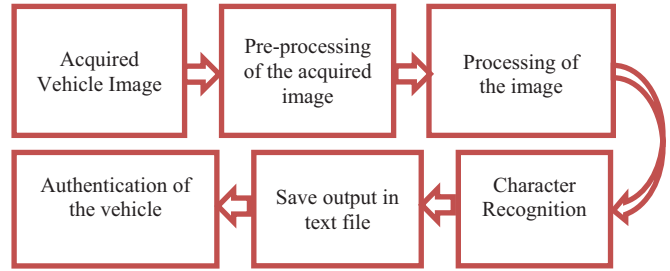 Acquired
Vehicle Image
Pre-processing
of the acquired
image
Processing of
the image
Character
Recognition
Save output in
text file
Authentication of
the vehicle